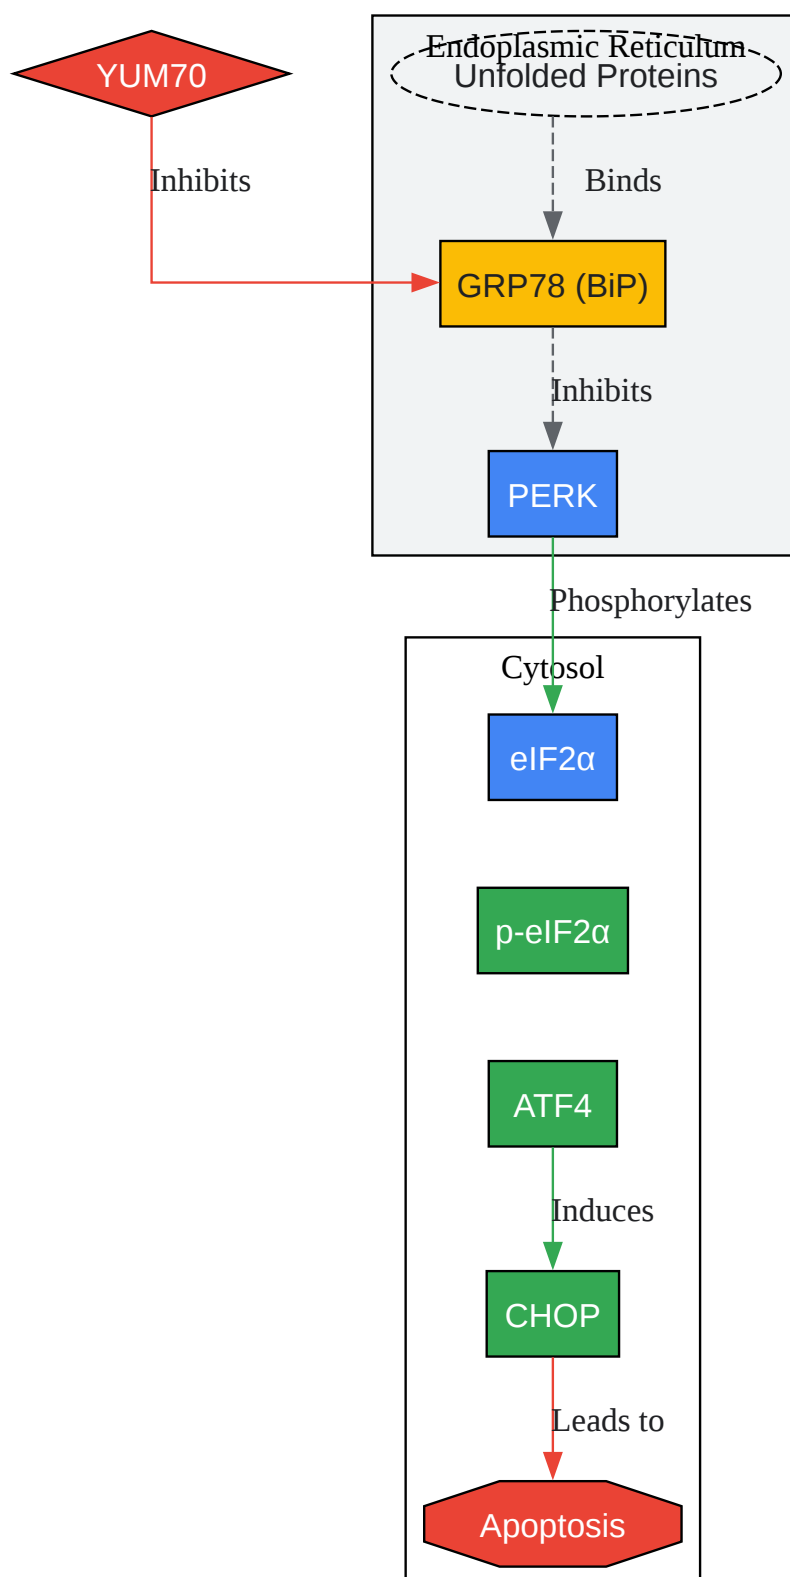 YUM70
Endoplasmic Reticulum
Unfolded Proteins
Inhibits
Binds
GRP78 (BiP)
Inhibits
PERK
Phosphorylates
Cytosol
eIF2α
p-eIF2α
ATF4
Induces
CHOP
Leads to
Apoptosis